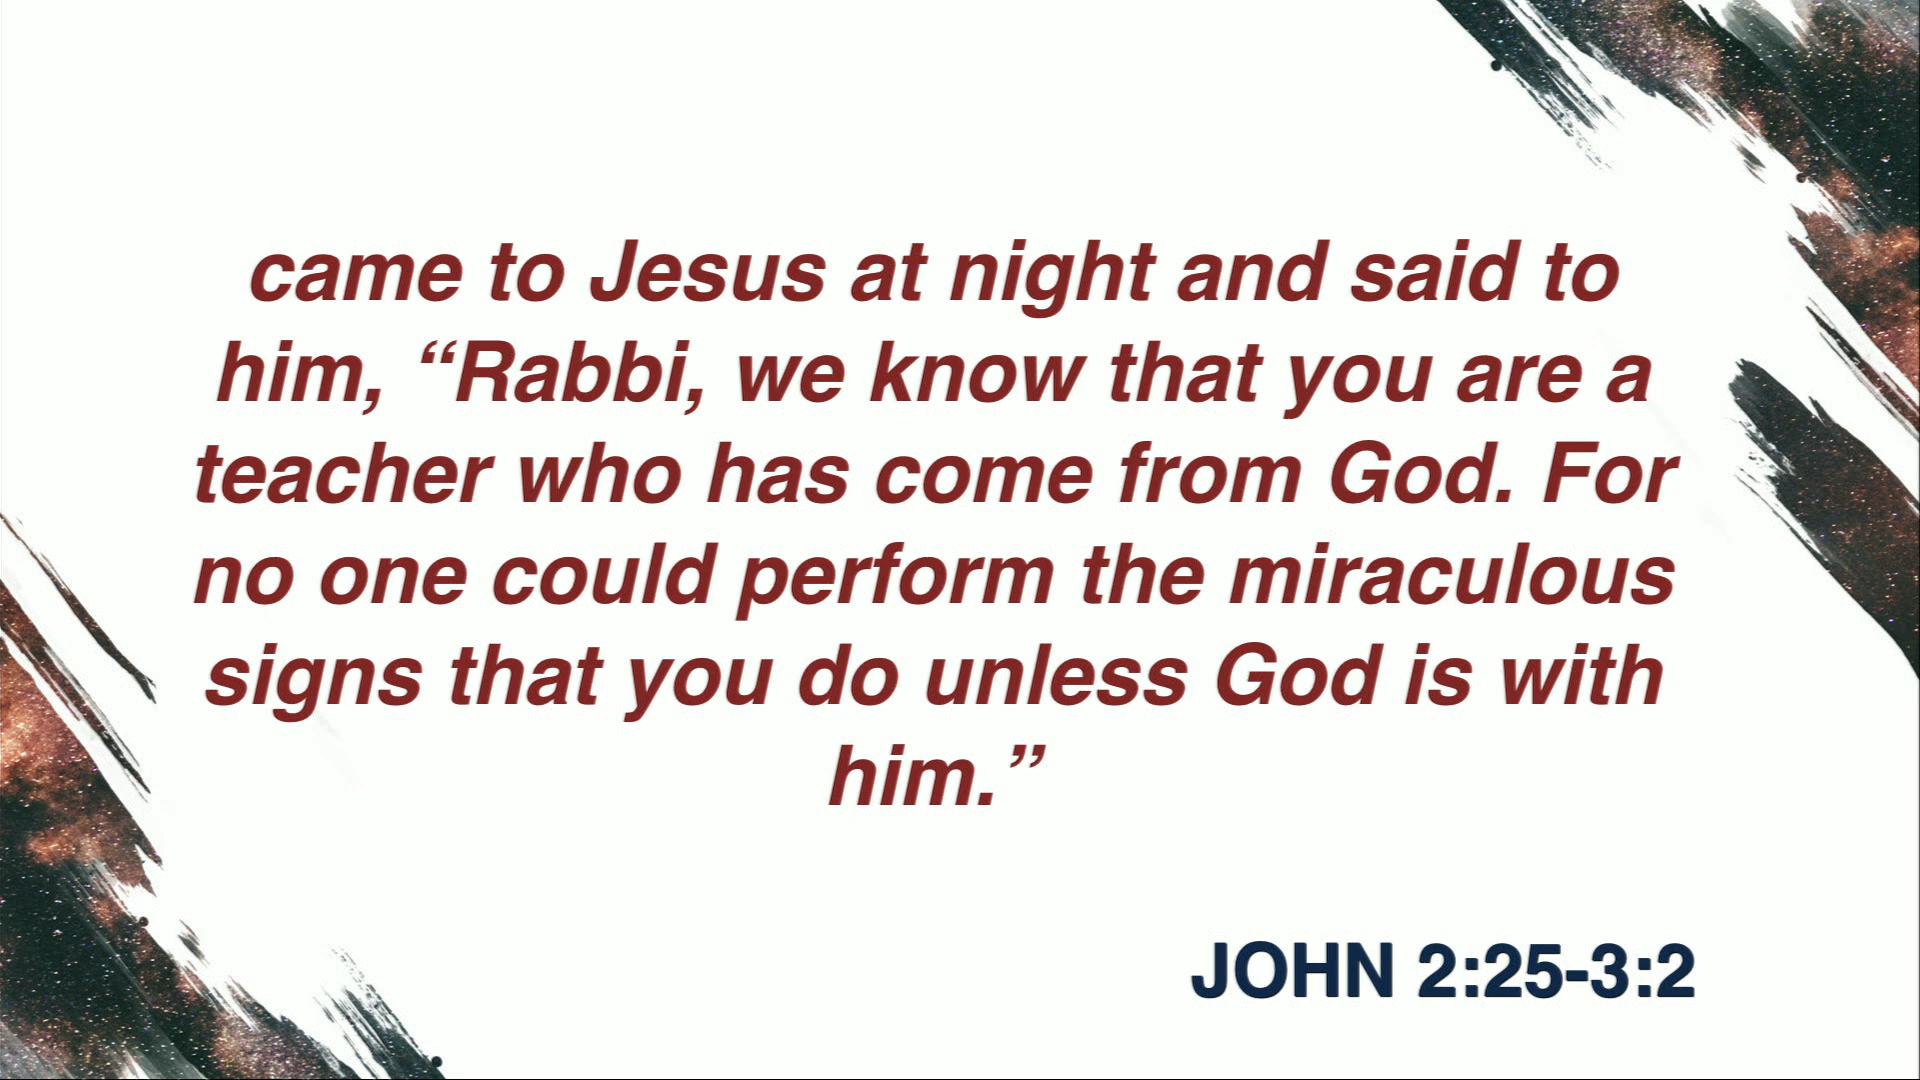 came to Jesus at night and said to
him, “Rabbi, we know that you are a
teacher who has come from God. For
no one could perform the miraculous
signs that you do unless God is with
him.”
JOHN 2:25-3:2